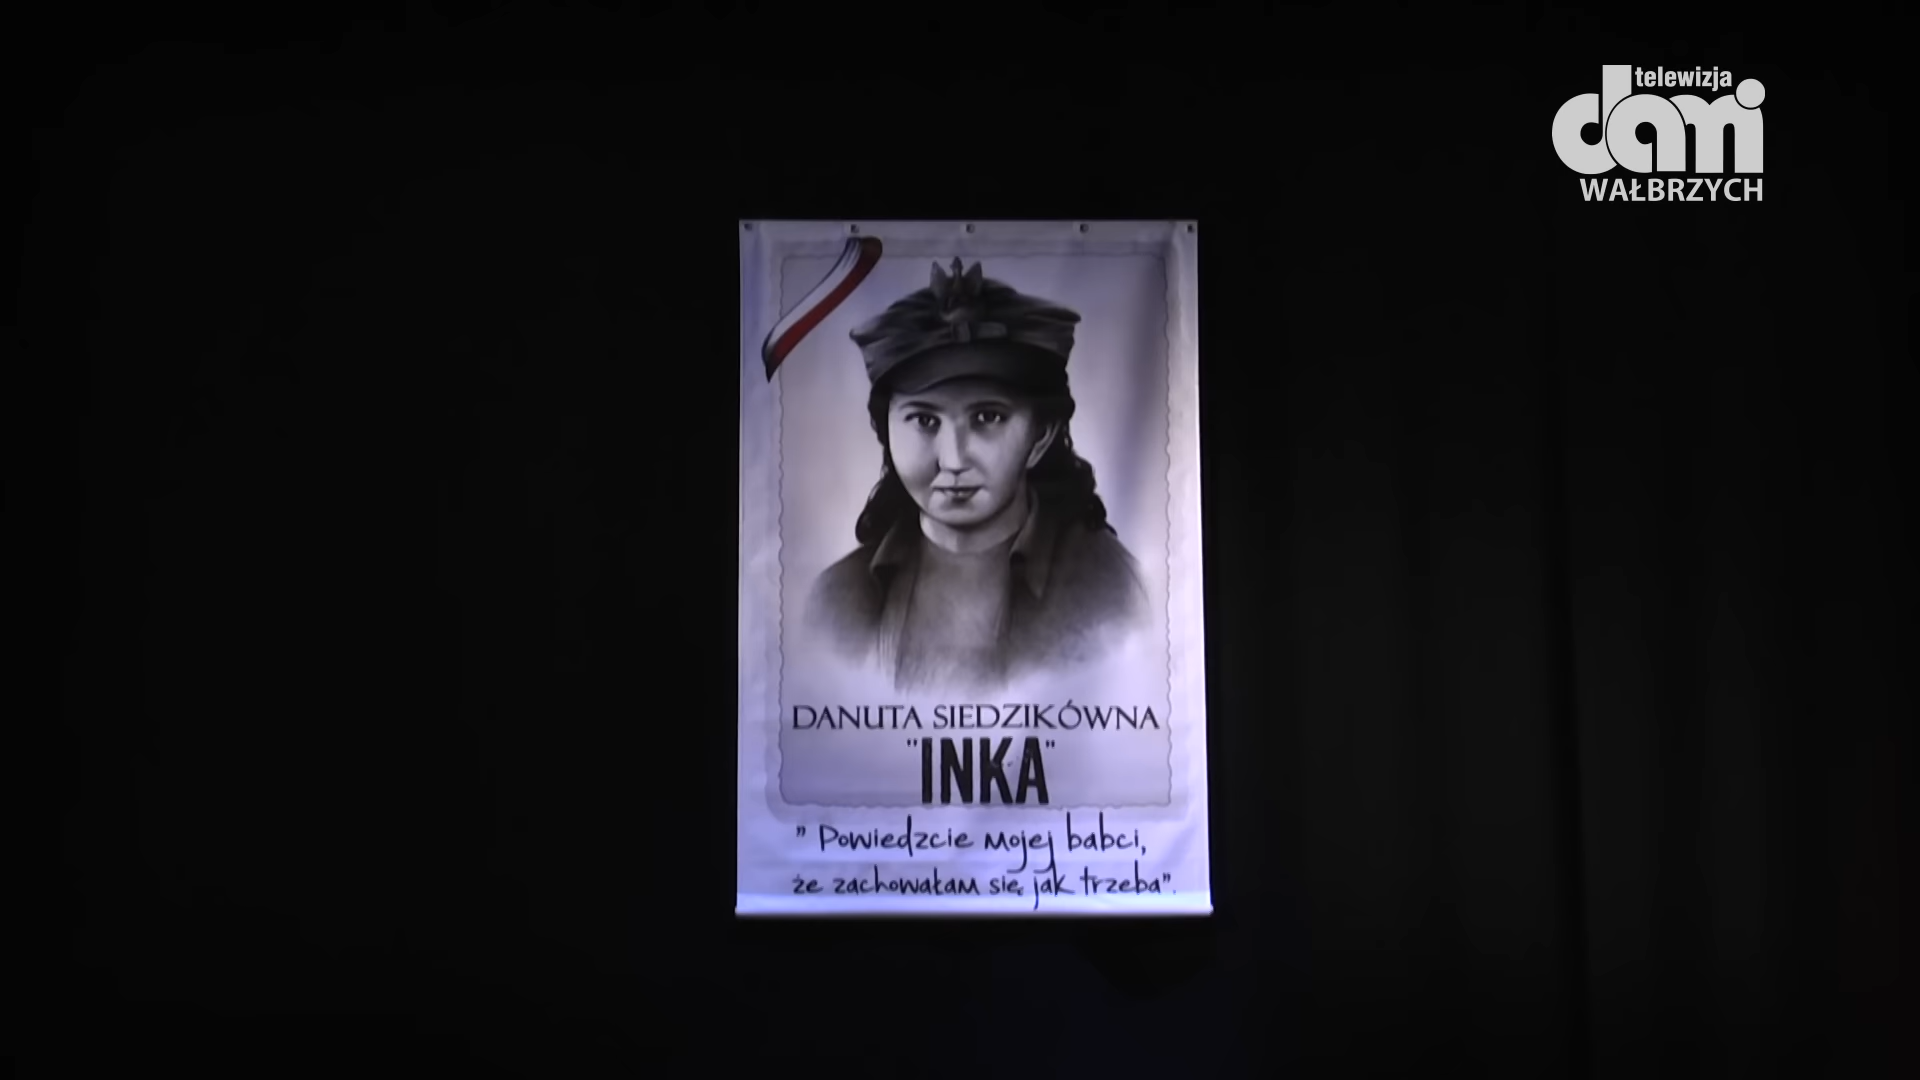 telewizja
dami
WAŁBRZYCH
DANUTA SIEDZIKÓWNA
"INKA"
" Powiedzcie mojej babci,
że zachowałam się, jak trzeba".